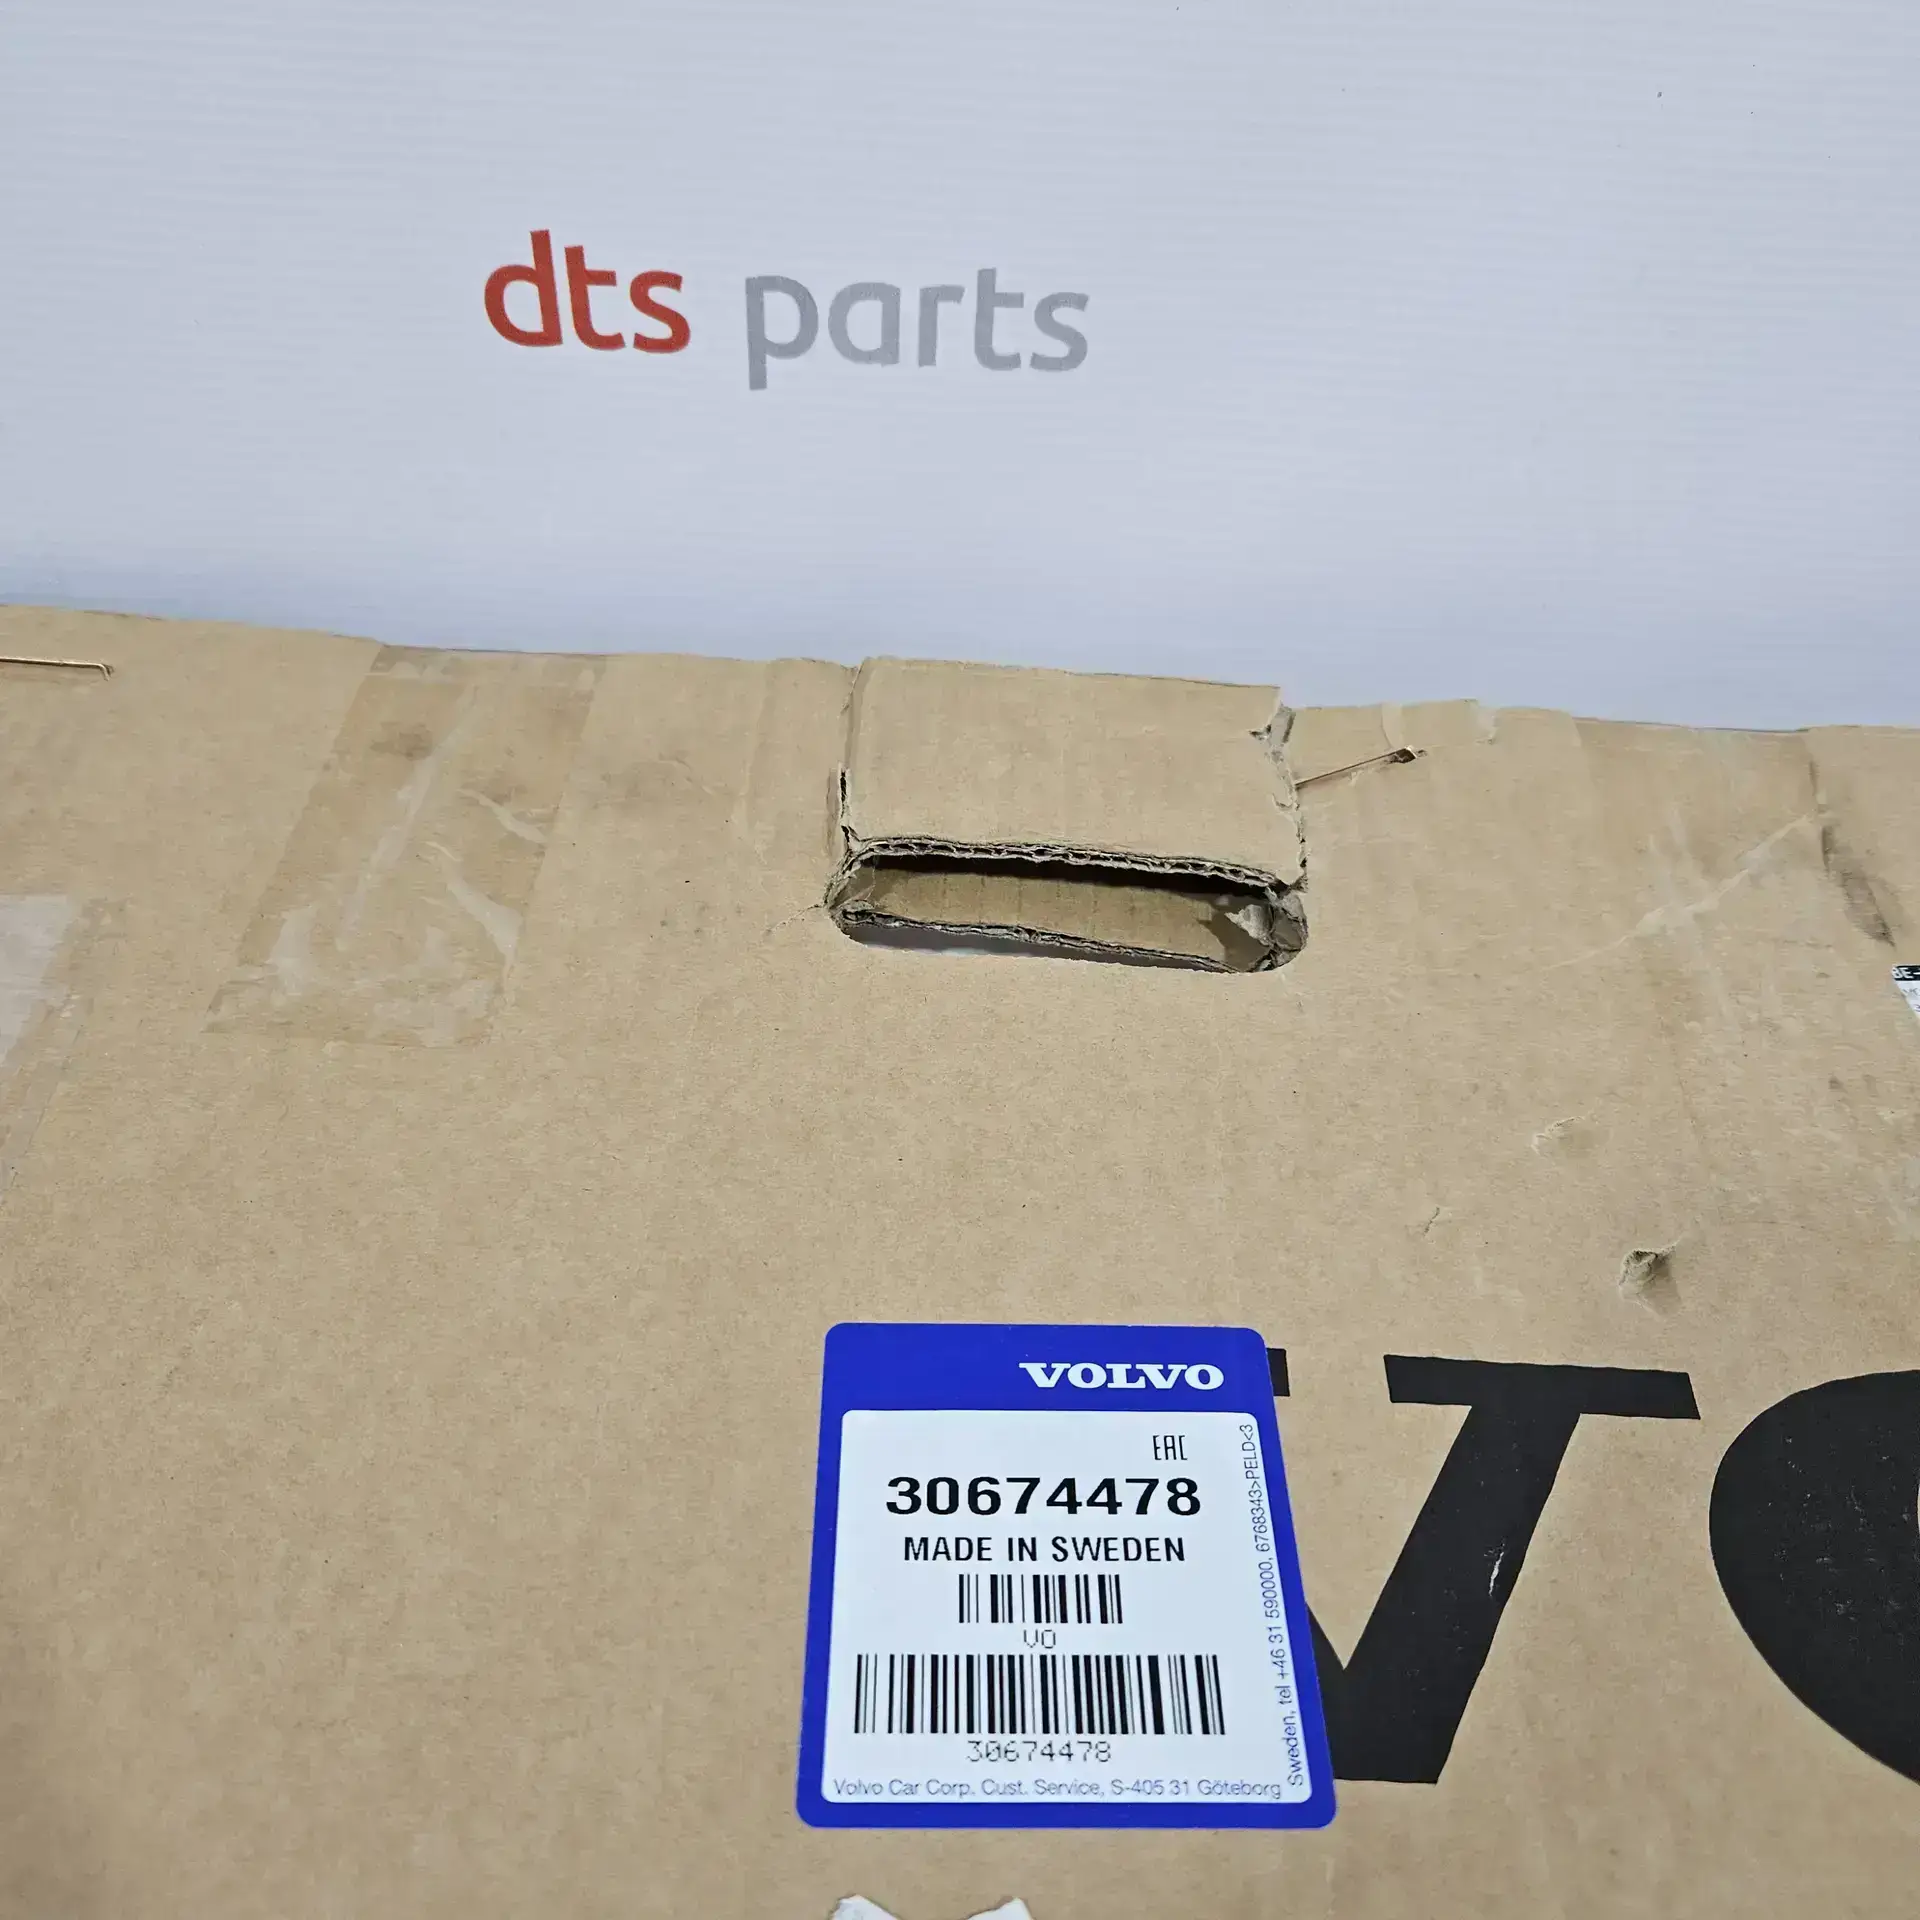 dts parts
VOLVO
EAC
30674478
MADE IN SWEDEN
VO
30674478
Volvo Car Corp. Cust. Service, S-405 31 Göteborg
Sweden, tel +46 31 590000, 6768343>PELD<3
VO